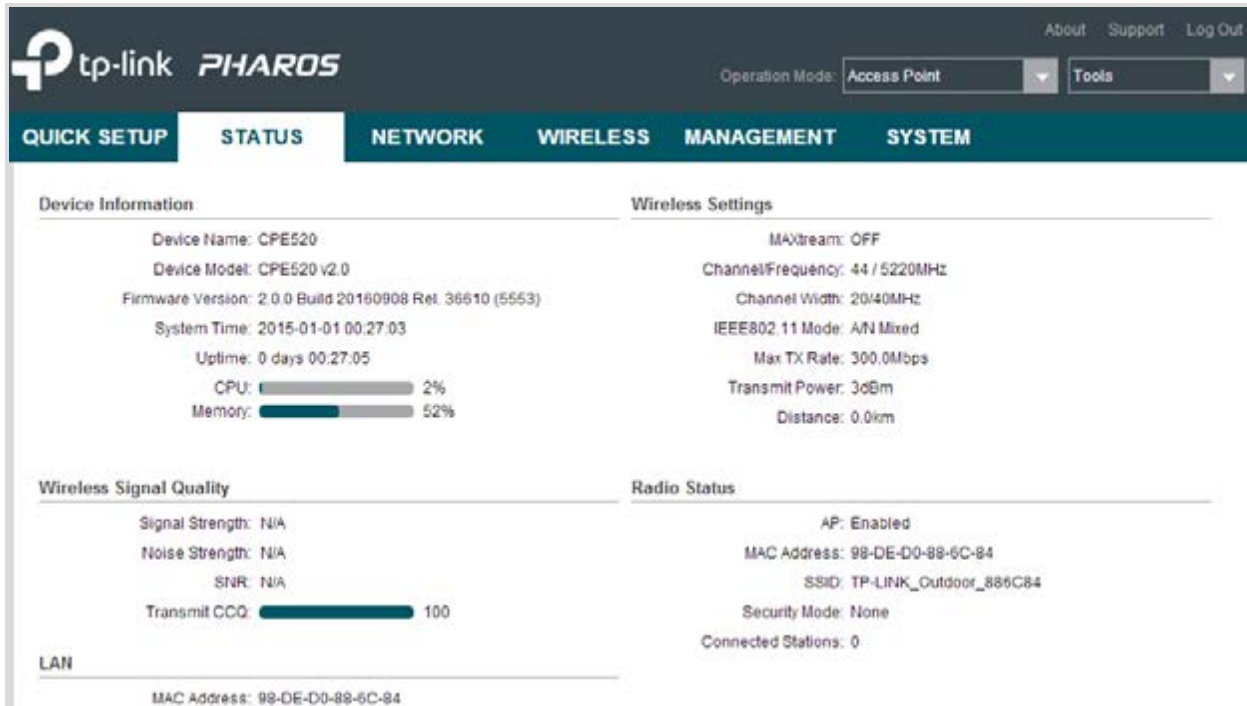 About Support Log Out
tp-link PHAROS
Operation Mode: Access Point Tools
QUICK SETUP STATUS NETWORK WIRELESS MANAGEMENT SYSTEM
Device Information
Device Name: CPE520
Device Model: CPE520 v2.0
Firmware Version: 2.0.0 Build 20160908 Rel. 36610 (5553)
System Time: 2015-01-01 00:27:03
Uptime: 0 days 00:27:05
CPU: 2%
Memory: 52%
Wireless Settings
MAXtream: OFF
Channel/Frequency: 44 / 5220MHz
Channel Width: 20/40MHz
IEEE802.11 Mode: A/N Mixed
Max TX Rate: 300.0Mbps
Transmit Power: 3dBm
Distance: 0.0km
Wireless Signal Quality
Signal Strength: N/A
Noise Strength: N/A
SNR: N/A
Transmit CCQ: 100
Radio Status
AP: Enabled
MAC Address: 98-DE-D0-88-6C-84
SSID: TP-LINK_Outdoor_886C84
Security Mode: None
Connected Stations: 0
LAN
MAC Address: 98-DE-D0-88-6C-84